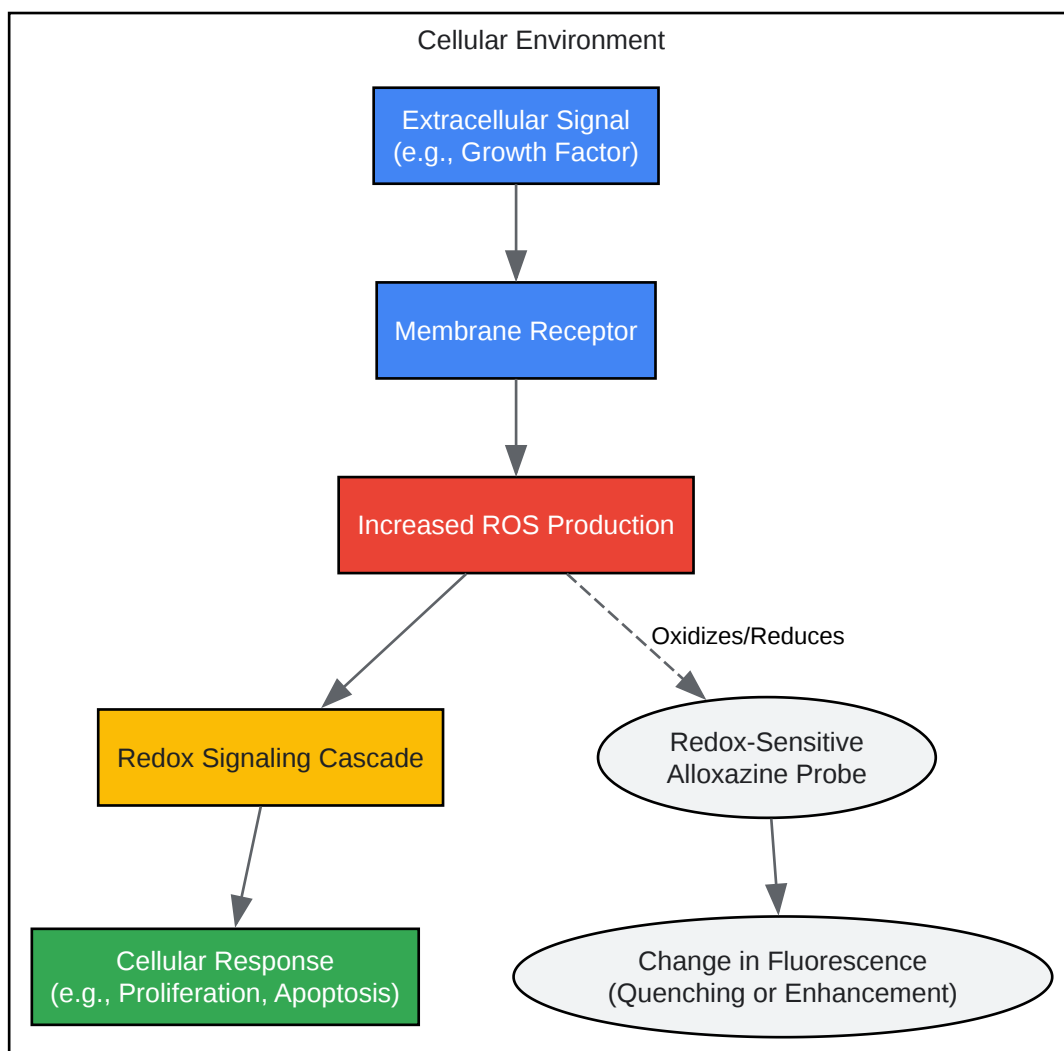 Cellular Environment
Extracellular Signal
(e.g., Growth Factor)
Membrane Receptor
Increased ROS Production
Oxidizes/Reduces
Redox Signaling Cascade
Redox-Sensitive
Alloxazine Probe
Cellular Response
(e.g., Proliferation, Apoptosis)
Change in Fluorescence
(Quenching or Enhancement)